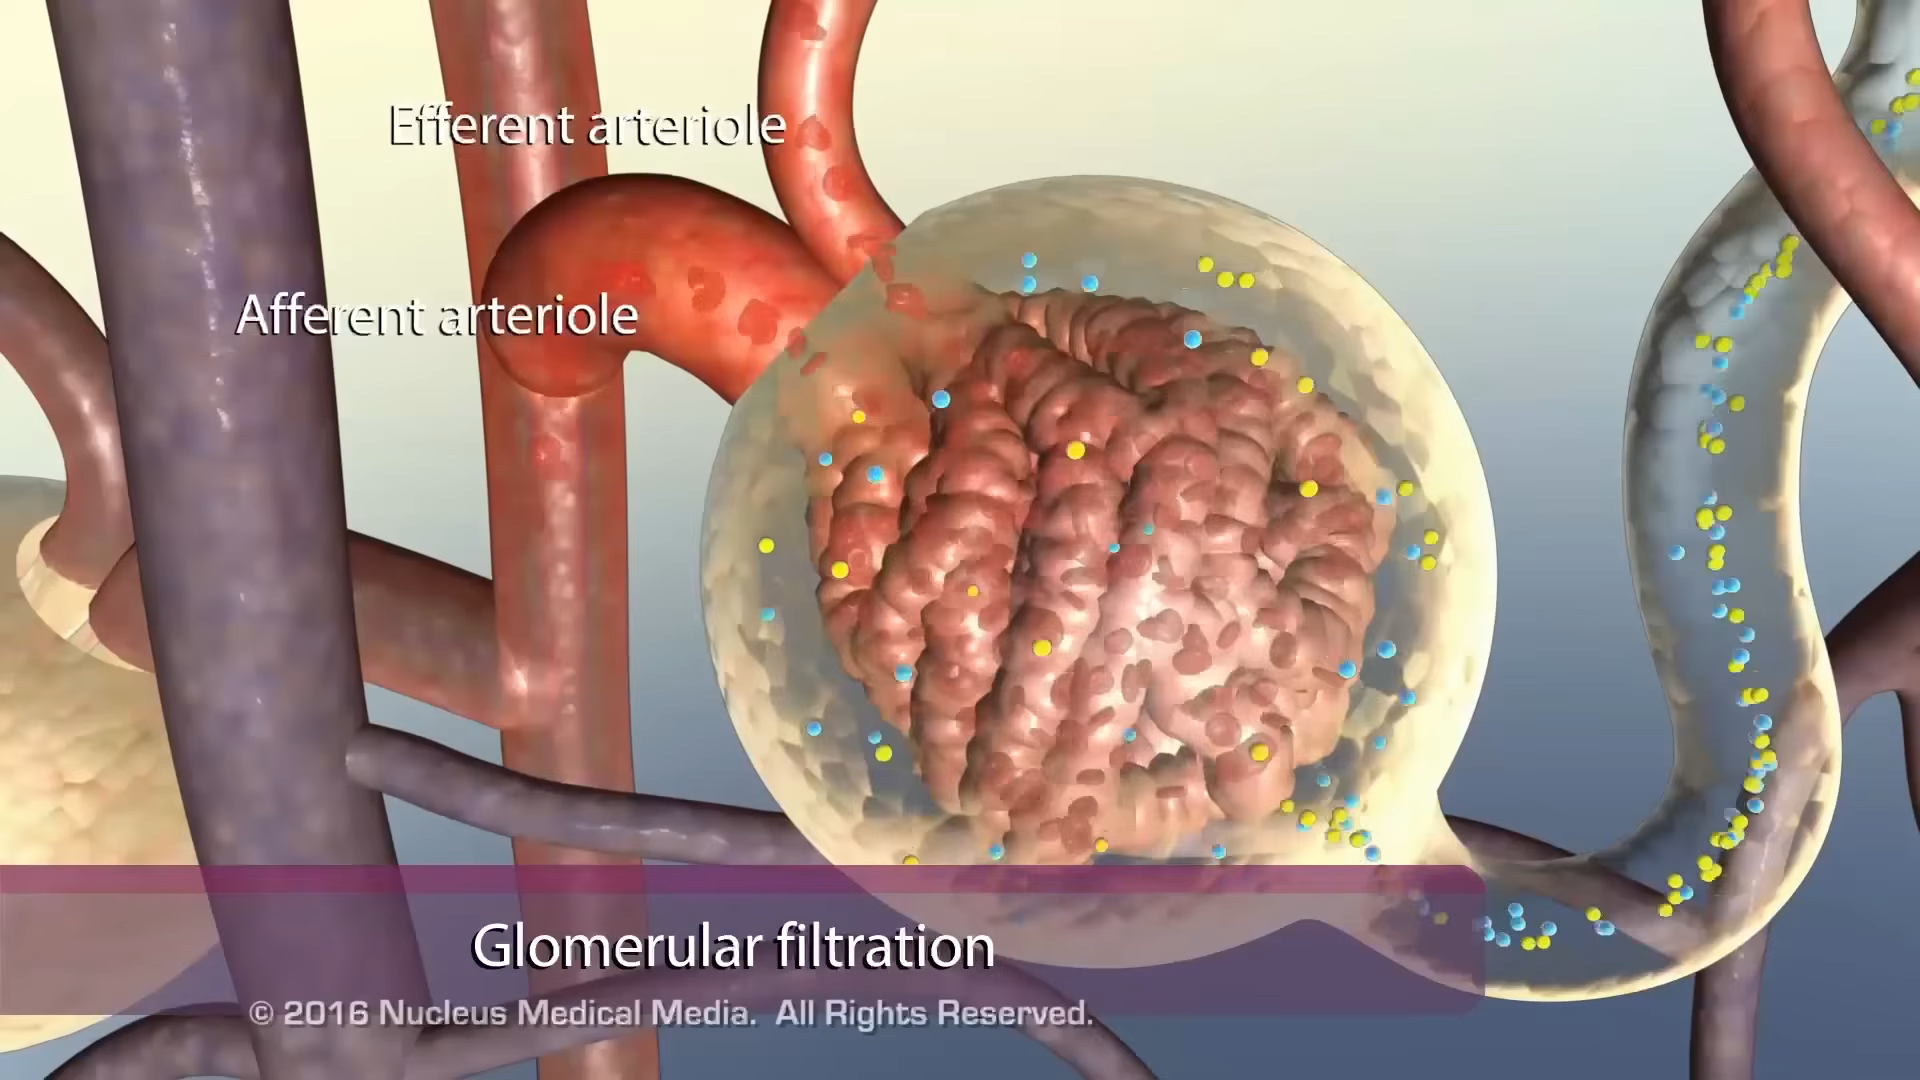 Efferent arteriole
Afferent arteriole
Glomerular filtration
© 2016 Nucleus Medical Media. All Rights Reserved.